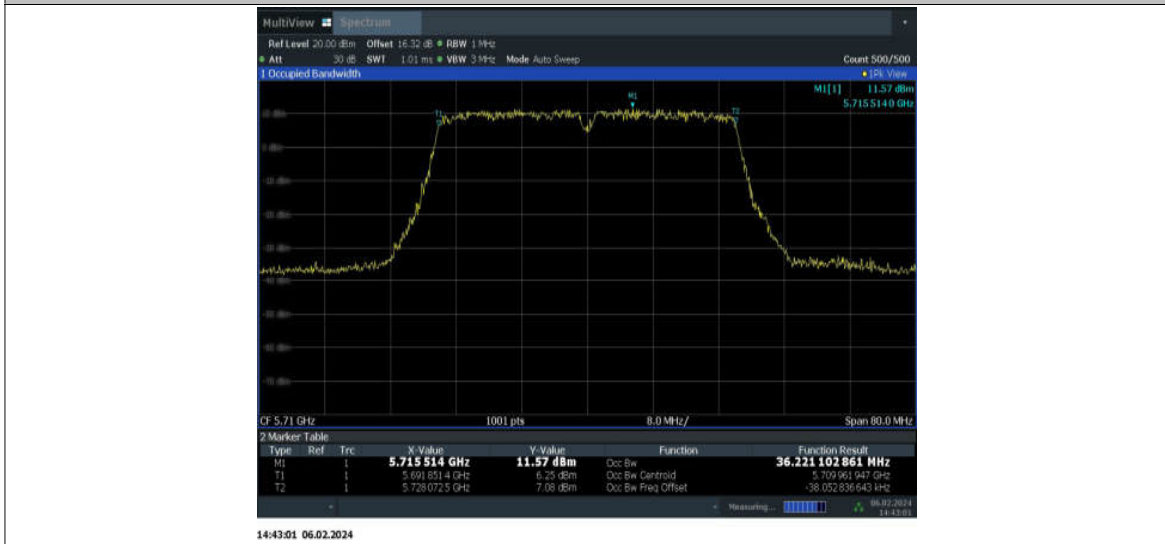 MultiView Spectrum
Ref Level 20.00 dBm Offset 16.32 dB RBW 1 MHz
Att 30 dB SWT 1.01 ms VBW 3 MHz Mode Auto Sweep Count 500/500
1 Occupied Bandwidth 1Pk View
M1[1] 11.57 dBm
5.7155140 GHz
M1
T1
T2
CF 5.71 GHz 1001 pts 8.0 MHz/ Span 80.0 MHz
2 Marker Table
Type Ref Trc X-Value Y-Value Function Function Result
M1 1 5.715 514 GHz 11.57 dBm Occ Bw 36.221 102 861 MHz
T1 1 5.691 851 4 GHz 6.25 dBm Occ Bw Centroid 5.709 961 947 GHz
T2 1 5.728 072 5 GHz 7.08 dBm Occ Bw Freq Offset -38.052 836 643 kHz
Measuring... 06.02.2024
14:43:01
14:43:01 06.02.2024